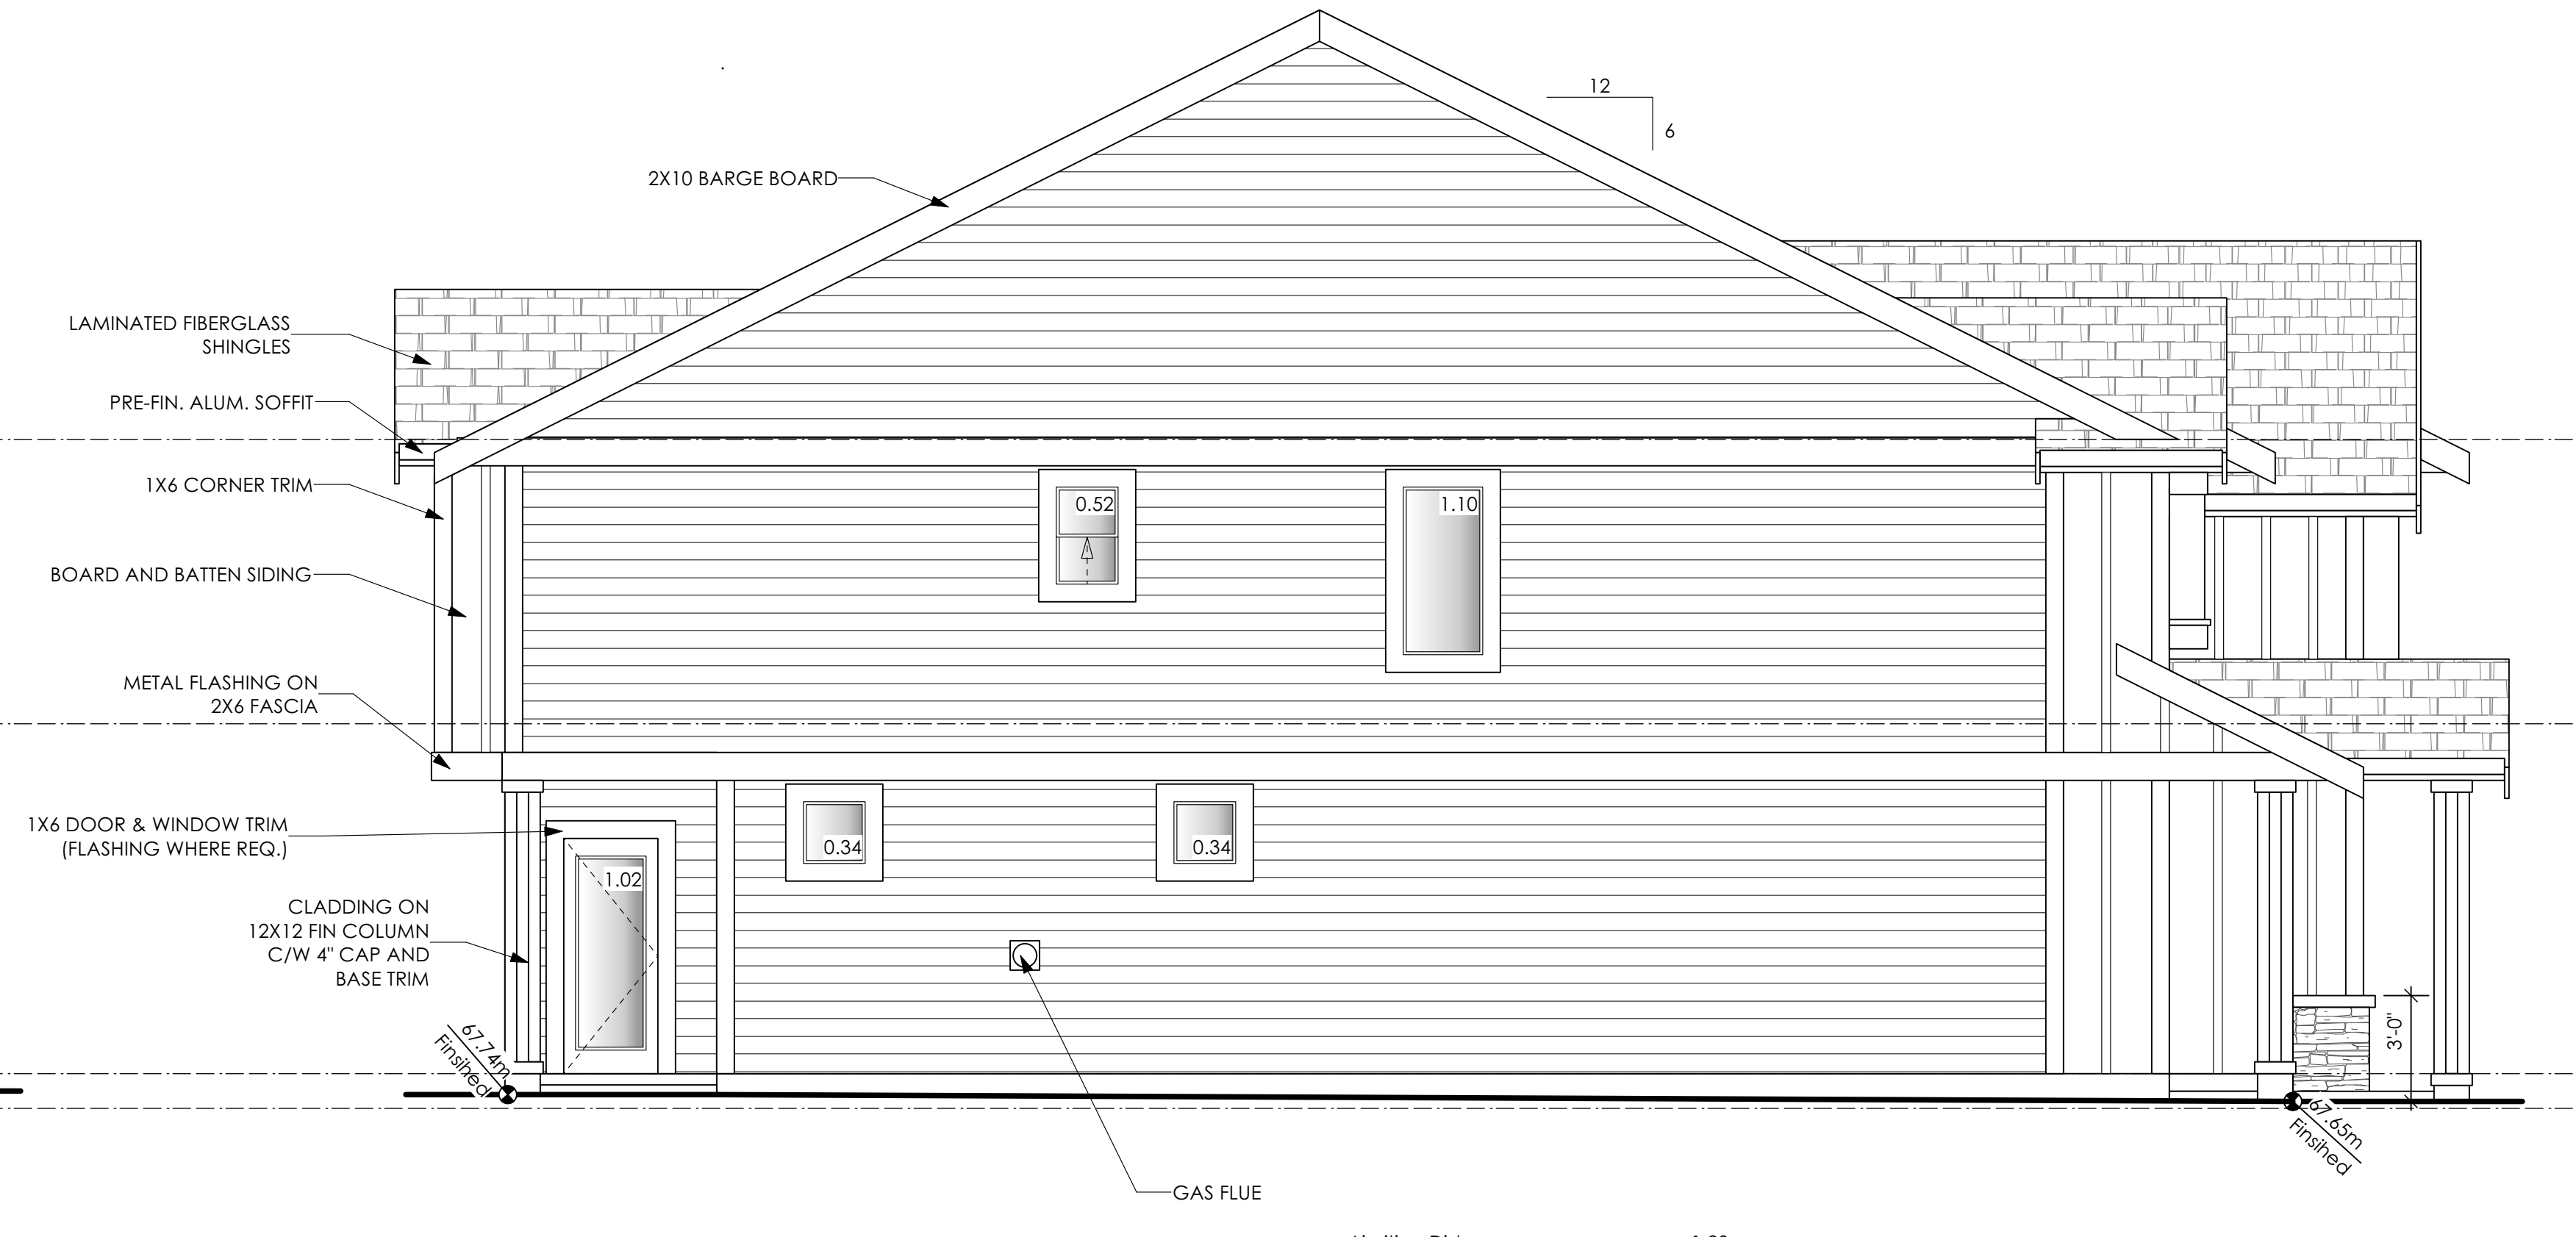 12
6
2X10 BARGE BOARD
LAMINATED FIBERGLASS
SHINGLES
PRE-FIN. ALUM. SOFFIT
1X6 CORNER TRIM
0.52
1.10
BOARD AND BATTEN SIDING
METAL FLASHING ON
2X6 FASCIA
1X6 DOOR & WINDOW TRIM
(FLASHING WHERE REQ.)
0.34
0.34
1.02
CLADDING ON
12X12 FIN COLUMN
C/W 4" CAP AND
BASE TRIM
3'-0"
67.74m
Finsihed
67.65m
Finsihed
GAS FLUE